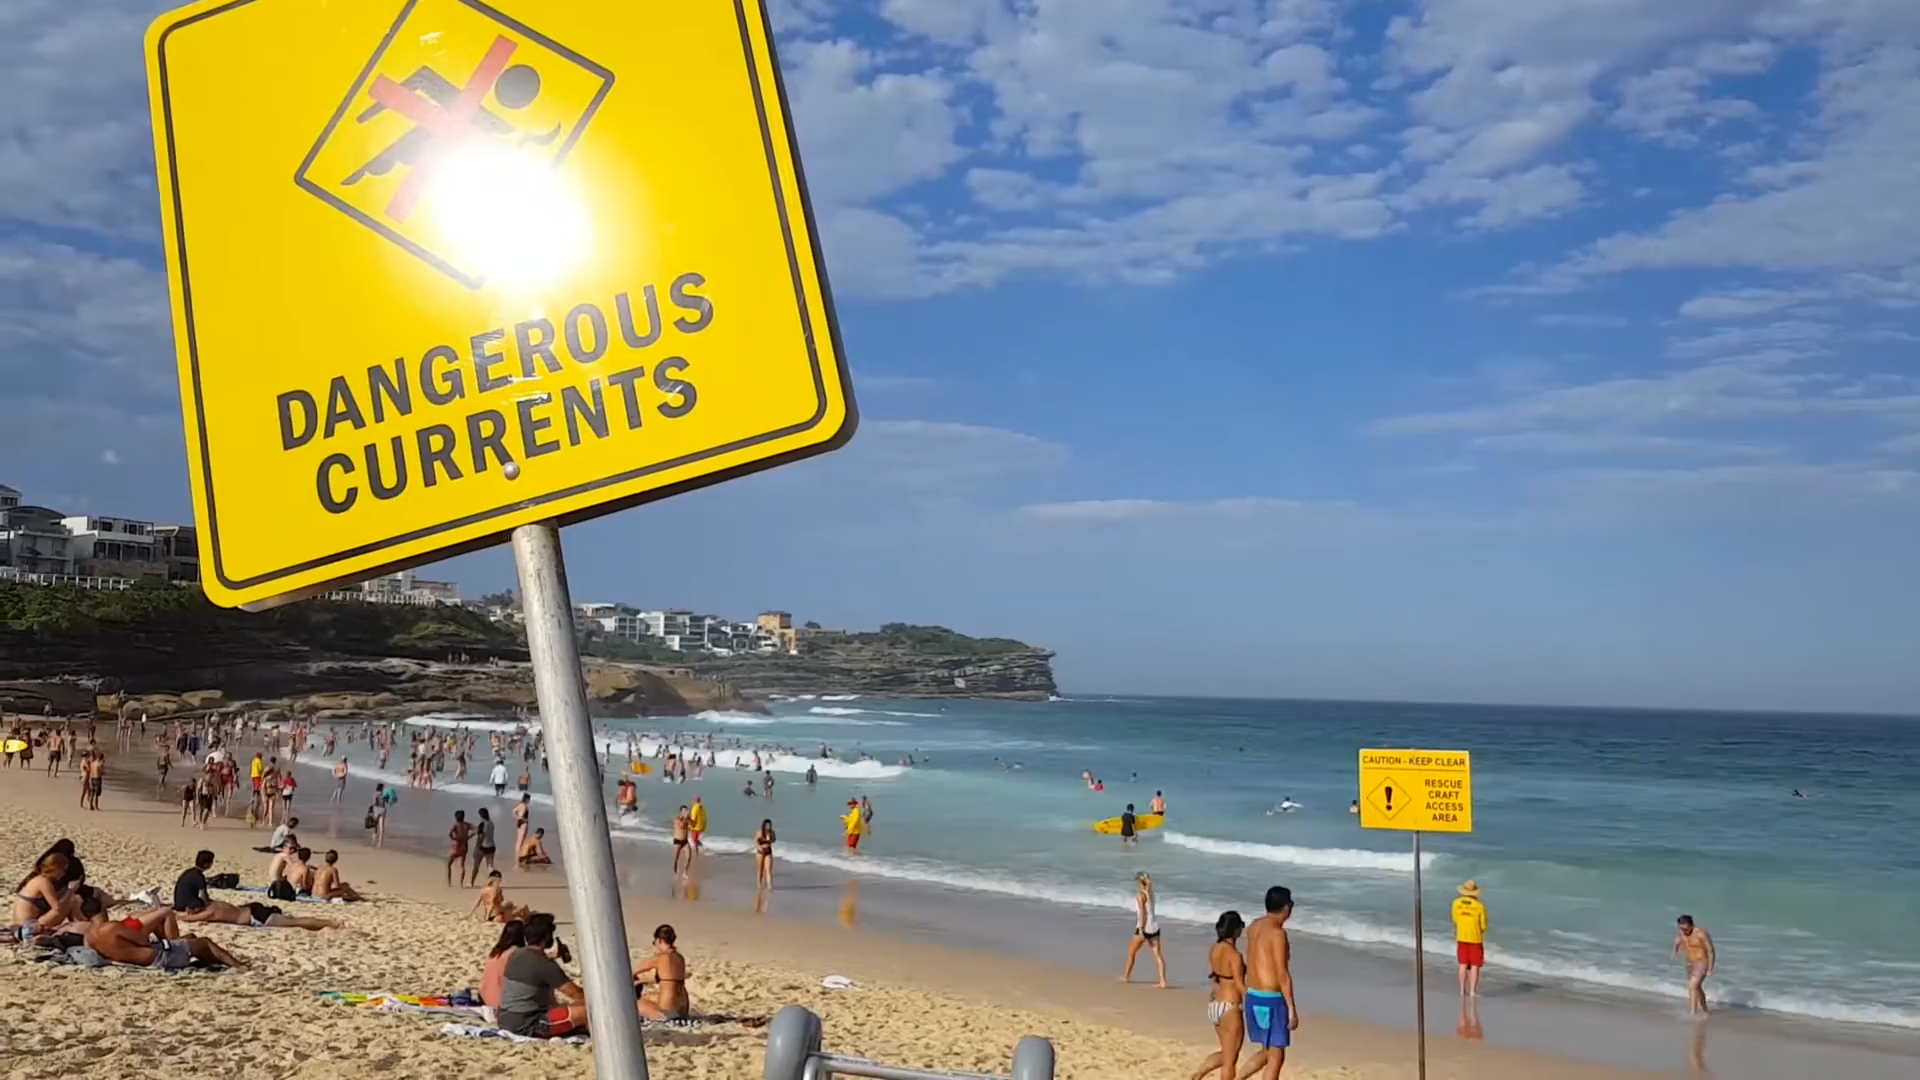 DANGEROUS
CURRENTS
CAUTION - KEEP CLEAR
RESCUE
CRAFT
ACCESS
AREA